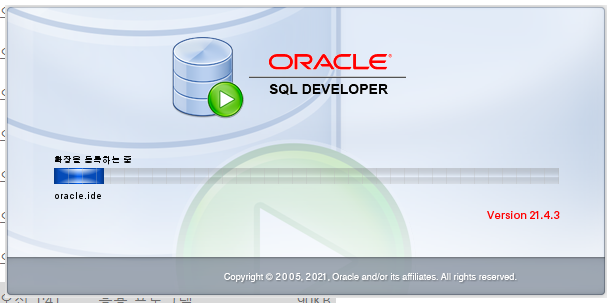 ORACLE®
SQL DEVELOPER
확장을 등록하는 중
oracle.ide
Version 21.4.3
Copyright © 2005, 2021, Oracle and/or its affiliates. All rights reserved.